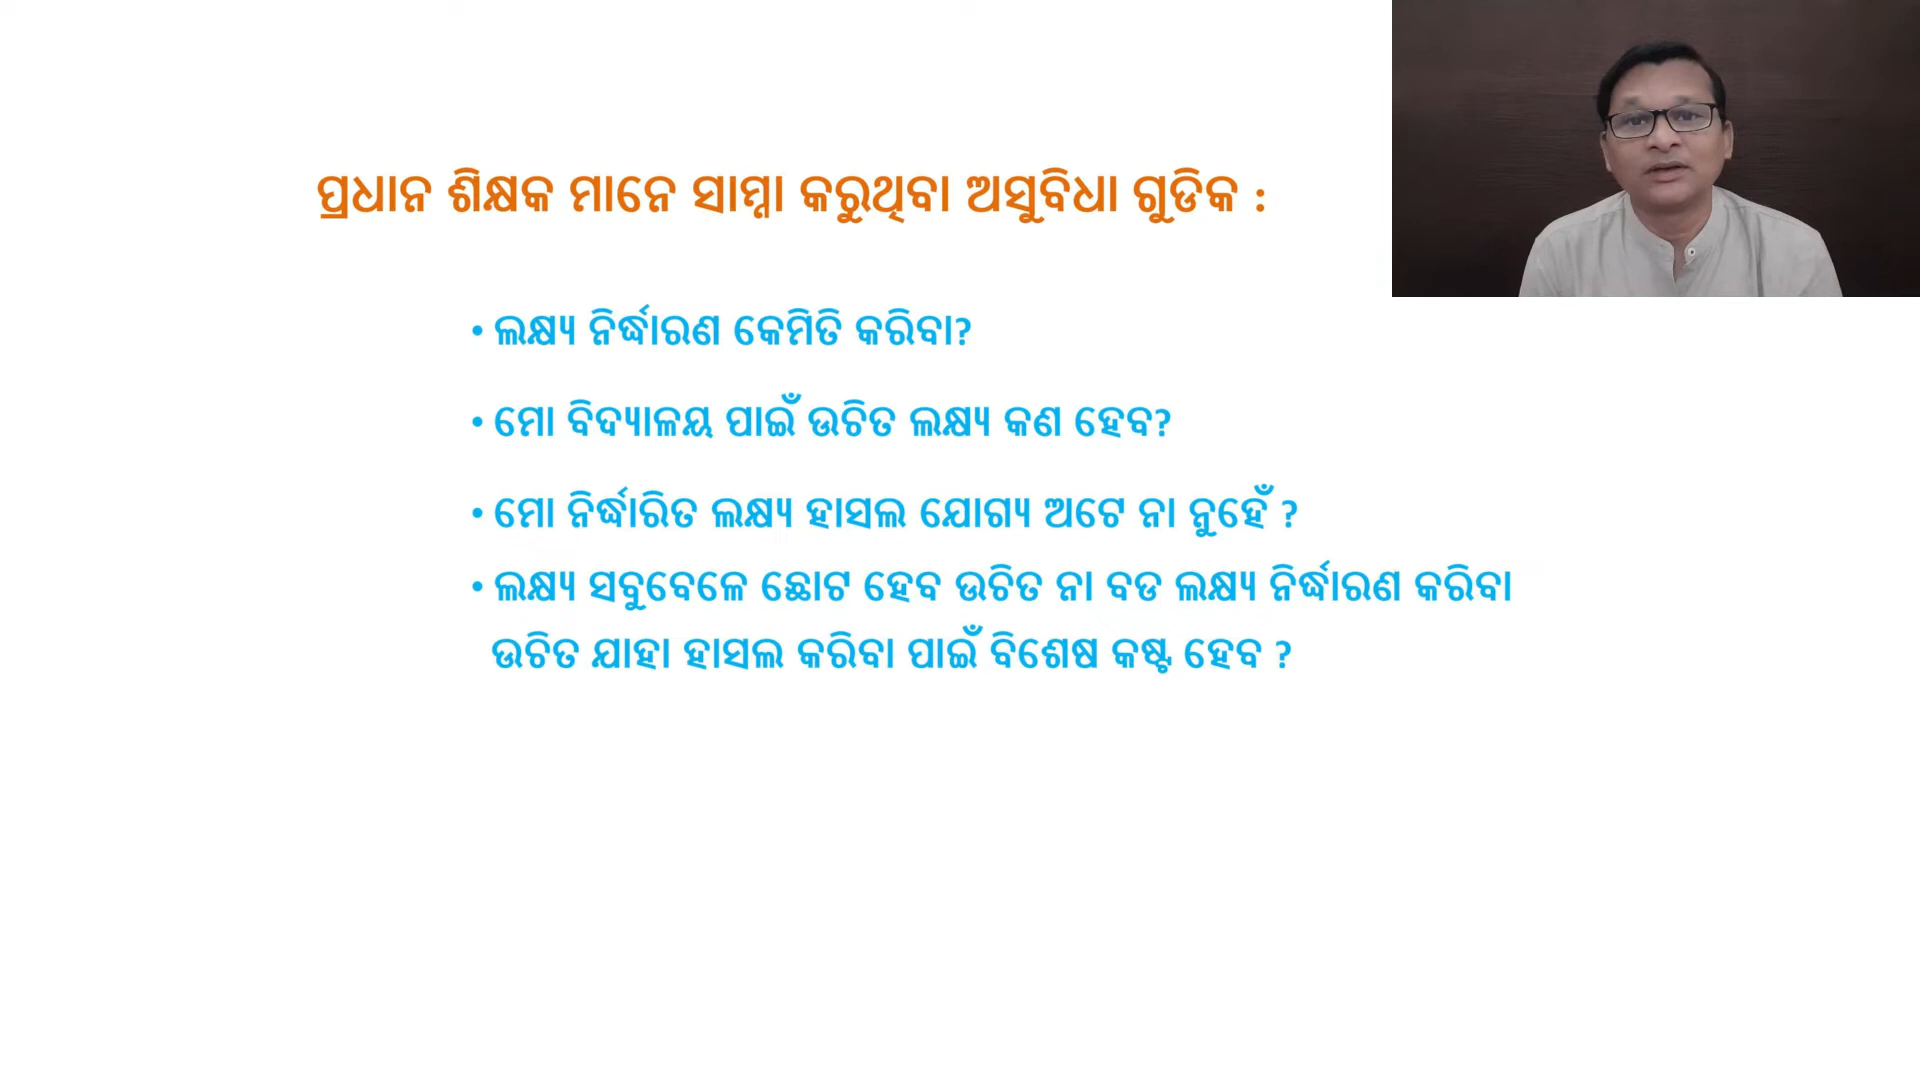 ପ୍ରଧାନ ଶିକ୍ଷକ ମାନେ ସାମ୍ନା କରୁଥିବା ଅସୁବିଧା ଗୁଡିକ :
• ଲକ୍ଷ୍ୟ ନିର୍ଦ୍ଧାରଣ କେମିତି କରିବା?
• ମୋ ବିଦ୍ୟାଳୟ ପାଇଁ ଉଚିତ ଲକ୍ଷ୍ୟ କଣ ହେବ?
• ମୋ ନିର୍ଦ୍ଧାରିତ ଲକ୍ଷ୍ୟ ହାସଲ ଯୋଗ୍ୟ ଅଟେ ନା ନୁହେଁ ?
• ଲକ୍ଷ୍ୟ ସବୁବେଳେ ଛୋଟ ହେବ ଉଚିତ ନା ବଡ ଲକ୍ଷ୍ୟ ନିର୍ଦ୍ଧାରଣ କରିବା
ଉଚିତ ଯାହା ହାସଲ କରିବା ପାଇଁ ବିଶେଷ କଷ୍ଟ ହେବ ?